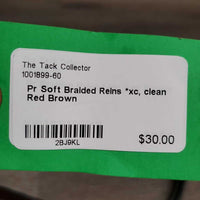 The Tack Collector
1001899-60
Pr Soft Braided Reins *xc, clean
Red Brown
2BJ9KL
$30.00